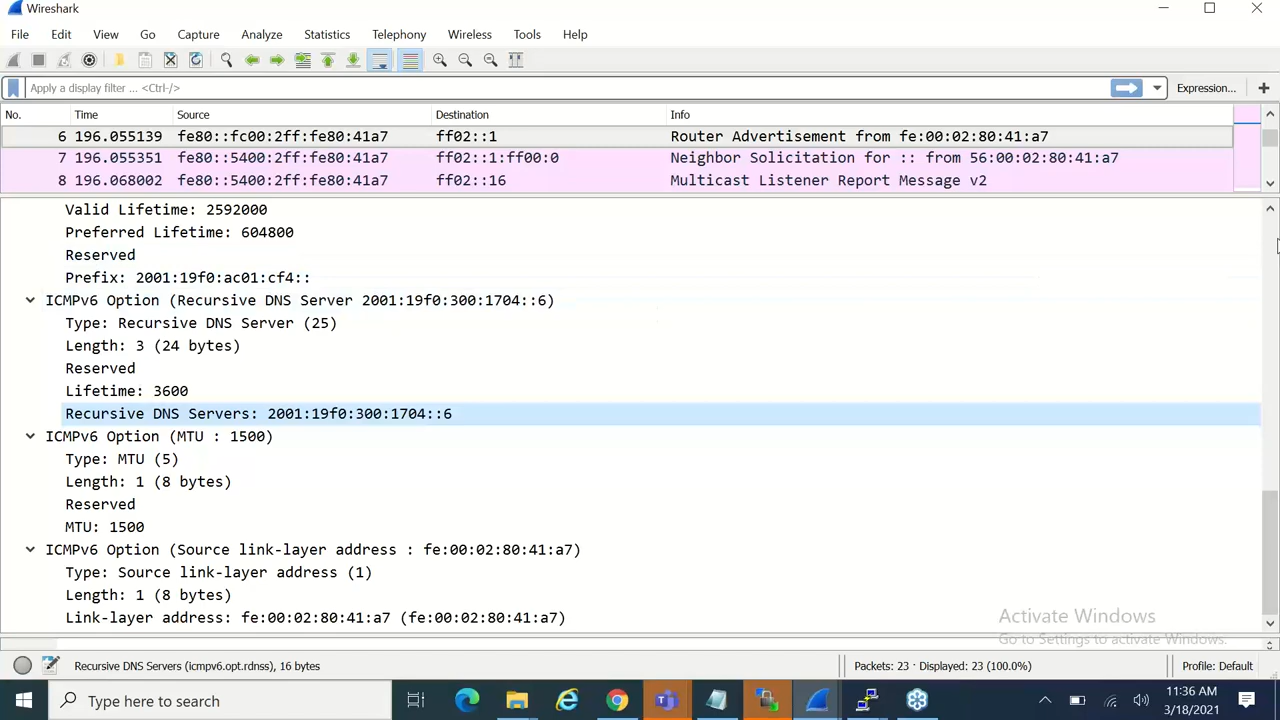 Wireshark
File Edit View Go Capture Analyze Statistics Telephony Wireless Tools Help
Apply a display filter ... <Ctrl-/> Expression...
No. Time Source Destination Info
6 196.055139 fe80::fc00:2ff:fe80:41a7 ff02::1 Router Advertisement from fe:00:02:80:41:a7
7 196.055351 fe80::5400:2ff:fe80:41a7 ff02::1:ff00:0 Neighbor Solicitation for :: from 56:00:02:80:41:a7
8 196.068002 fe80::5400:2ff:fe80:41a7 ff02::16 Multicast Listener Report Message v2
Valid Lifetime: 2592000
Preferred Lifetime: 604800
Reserved
Prefix: 2001:19f0:ac01:cf4::
ICMPv6 Option (Recursive DNS Server 2001:19f0:300:1704::6)
Type: Recursive DNS Server (25)
Length: 3 (24 bytes)
Reserved
Lifetime: 3600
Recursive DNS Servers: 2001:19f0:300:1704::6
ICMPv6 Option (MTU : 1500)
Type: MTU (5)
Length: 1 (8 bytes)
Reserved
MTU: 1500
ICMPv6 Option (Source link-layer address : fe:00:02:80:41:a7)
Type: Source link-layer address (1)
Length: 1 (8 bytes)
Link-layer address: fe:00:02:80:41:a7 (fe:00:02:80:41:a7)
Activate Windows
Go to Settings to activate Windows.
Recursive DNS Servers (icmpv6.opt.rdnss), 16 bytes Packets: 23 · Displayed: 23 (100.0%) Profile: Default
Type here to search
11:36 AM
3/18/2021